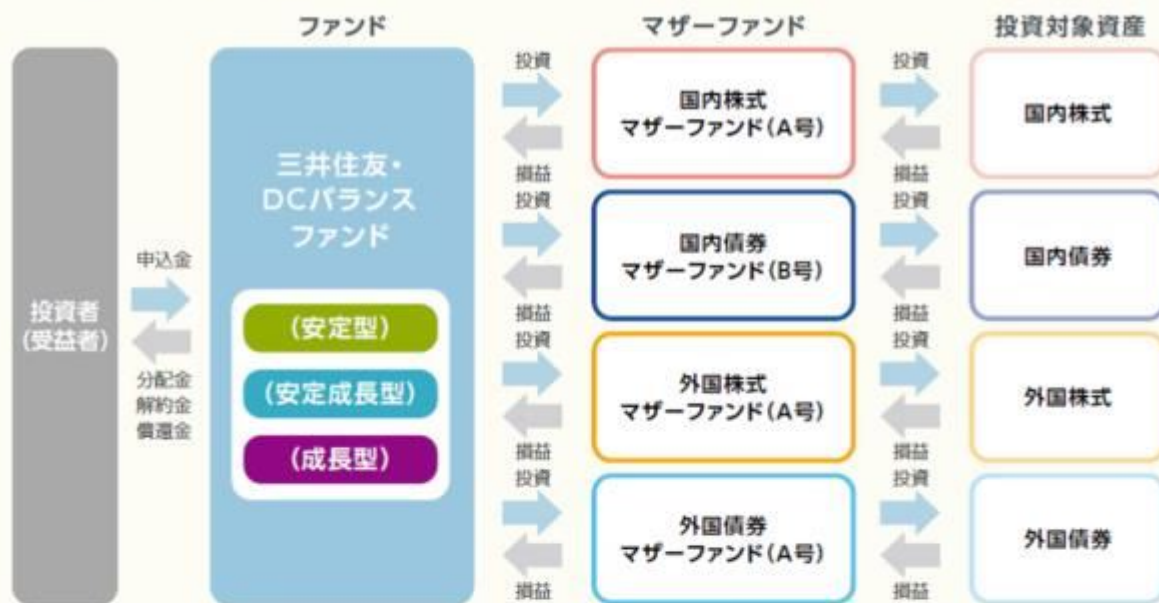 ファンド
マザーファンド
投資対象資産
投資者
(受益者)
申込金
分配金
解約金
償還金
三井住友・
DCバランス
ファンド
(安定型)
(安定成長型)
(成長型)
投資
損益
投資
損益
投資
損益
投資
損益
国内株式
マザーファンド(A号)
国内債券
マザーファンド(B号)
外国株式
マザーファンド(A号)
外国債券
マザーファンド(A号)
投資
損益
投資
損益
投資
損益
投資
損益
国内株式
国内債券
外国株式
外国債券